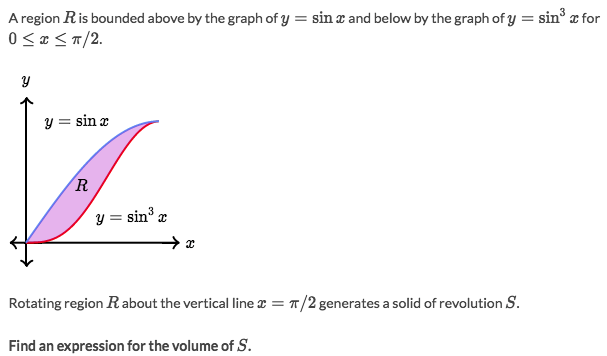 A region R is bounded above by the graph of y = sin x and below by the graph of y = sin³ x for
0 ≤ x ≤ π/2.
y
y = sin x
R
y = sin³ x
x
Rotating region R about the vertical line x = π/2 generates a solid of revolution S.
Find an expression for the volume of S.